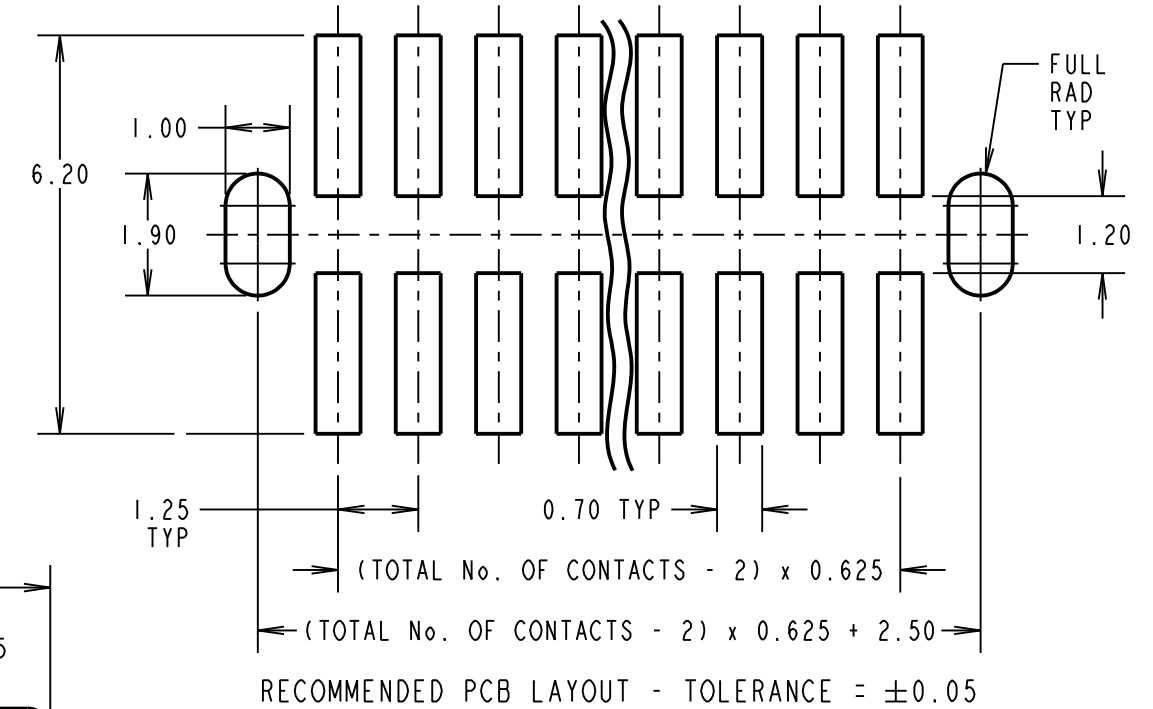 FULL
RAD
TYP
1.00
6.20
1.90
1.20
1.25
TYP
0.70 TYP
(TOTAL No. OF CONTACTS - 2) x 0.625
(TOTAL No. OF CONTACTS - 2) x 0.625 + 2.50
RECOMMENDED PCB LAYOUT - TOLERANCE = ±0.05